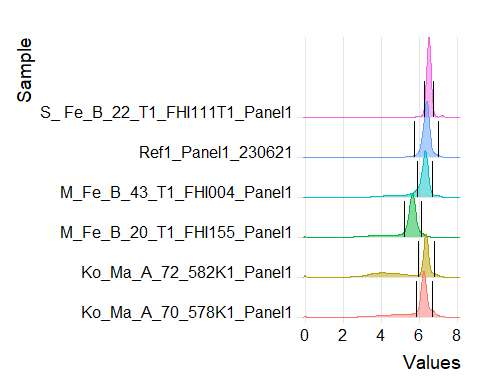 Sample
S_ Fe_B_22_T1_FHI111T1_Panel1
Ref1_Panel1_230621
M_Fe_B_43_T1_FHI004_Panel1
M_Fe_B_20_T1_FHI155_Panel1
Ko_Ma_A_72_582K1_Panel1
Ko_Ma_A_70_578K1_Panel1
0 2 4 6 8
Values